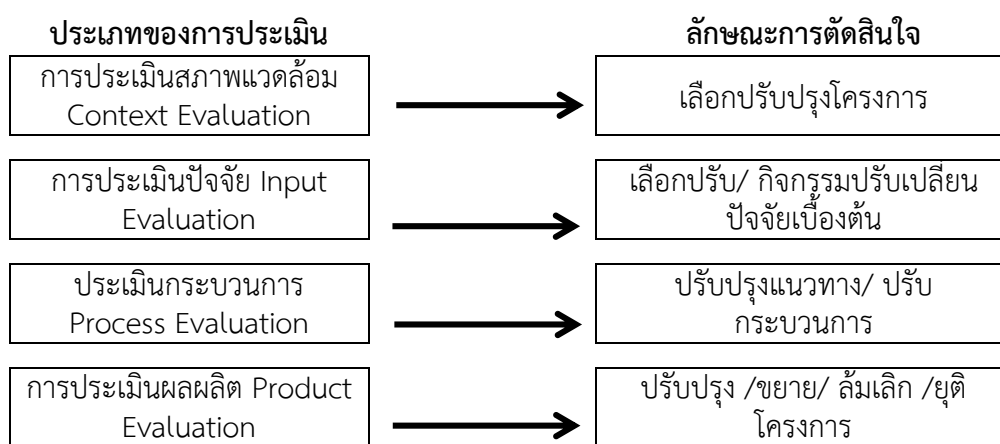 ประเภทของการประเมิน
ลักษณะการตัดสินใจ
การประเมินสภาพแวดล้อม
Context Evaluation
เลือกปรับปรุงโครงการ
การประเมินปัจจัย Input
Evaluation
เลือกปรับ/ กิจกรรมปรับเปลี่ยน
ปัจจัยเบื้องต้น
ประเมินกระบวนการ
Process Evaluation
ปรับปรุงแนวทาง/ ปรับ
กระบวนการ
การประเมินผลผลิต Product
Evaluation
ปรับปรุง /ขยาย/ ล้มเลิก /ยุติ
โครงการ